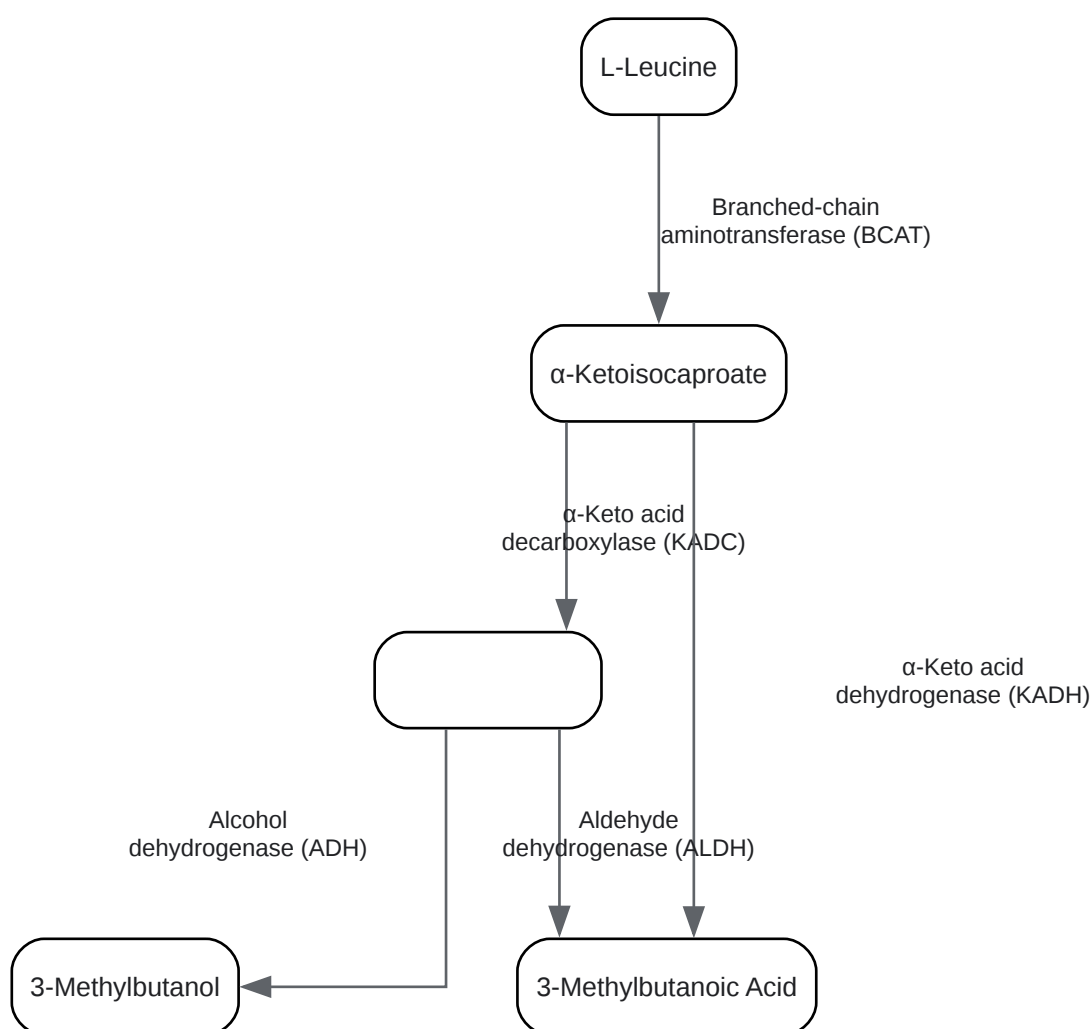 L-Leucine
Branched-chain
aminotransferase (BCAT)
α-Ketoisocaproate
α-Keto acid
decarboxylase (KADC)
α-Keto acid
dehydrogenase (KADH)
Alcohol
dehydrogenase (ADH)
Aldehyde
dehydrogenase (ALDH)
3-Methylbutanol
3-Methylbutanoic Acid